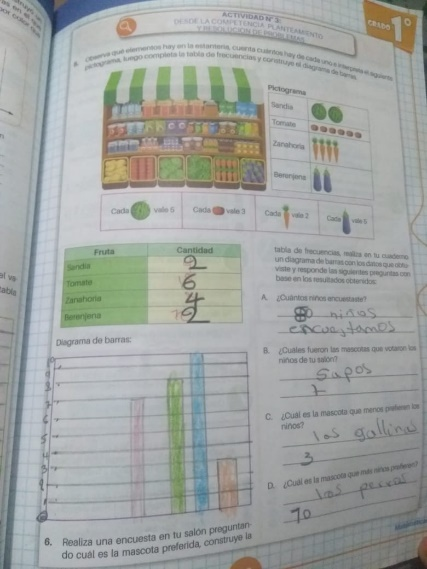 ACTIVIDAD N° 3:
DESDE LA COMPETENCIA: PLANTEAMIENTO
Y RESOLUCIÓN DE PROBLEMAS
GRADO 1°
Observa qué elementos hay en la estantería, cuenta cuántos hay de cada uno e interpreta el siguiente
pictograma, luego completa la tabla de frecuencias y construye el diagrama de barras.
Pictograma
Sandía
Tomate
Zanahoria
Berenjena
Cada vale 5
Cada vale 3
Cada vale 2
Cada vale 5
Fruta Cantidad
Sandía 2
Tomate 6
Zanahoria 4
Berenjena 2
tabla de frecuencias, realiza en tu cuaderno
un diagrama de barras con los datos que obtu-
viste y responde las siguientes preguntas con
base en los resultados obtenidos:
A. ¿Cuántos niños encuestaste?
niños
encuestamos
Diagrama de barras:
B. ¿Cuáles fueron las mascotas que votaron los
niños de tu salón?
Sapos
C. ¿Cuál es la mascota que menos prefieren los
niños?
los gallinas
3
D. ¿Cuál es la mascota que más niños prefieren?
los perros
10
6. Realiza una encuesta en tu salón preguntan-
do cuál es la mascota preferida, construye la